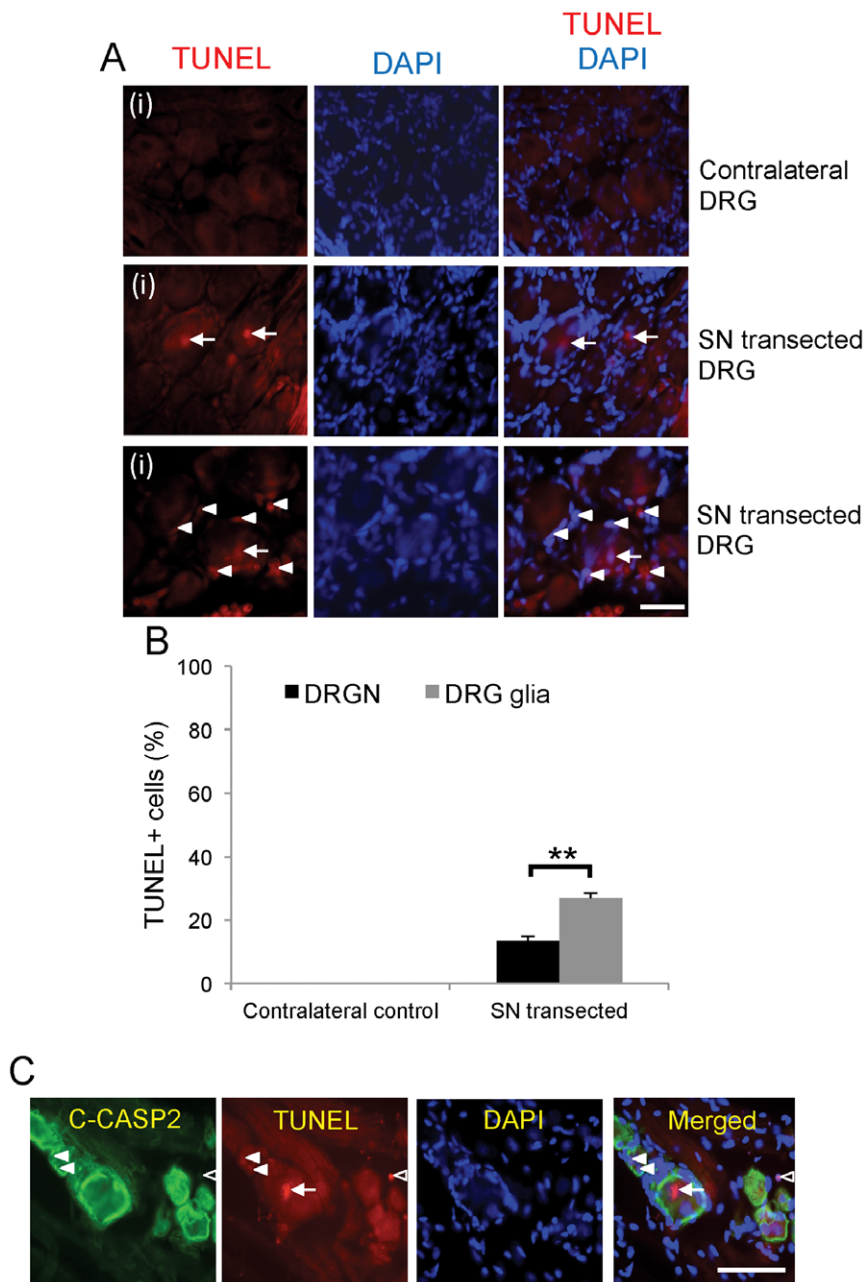 A
TUNEL
DAPI
TUNEL
DAPI
(i)
Contralateral
DRG
(i)
SN transected
DRG
(i)
SN transected
DRG
B
100
80
60
40
20
0
TUNEL+ cells (%)
DRGN
DRG glia
**
Contralateral control
SN transected
C
C-CASP2
TUNEL
DAPI
Merged